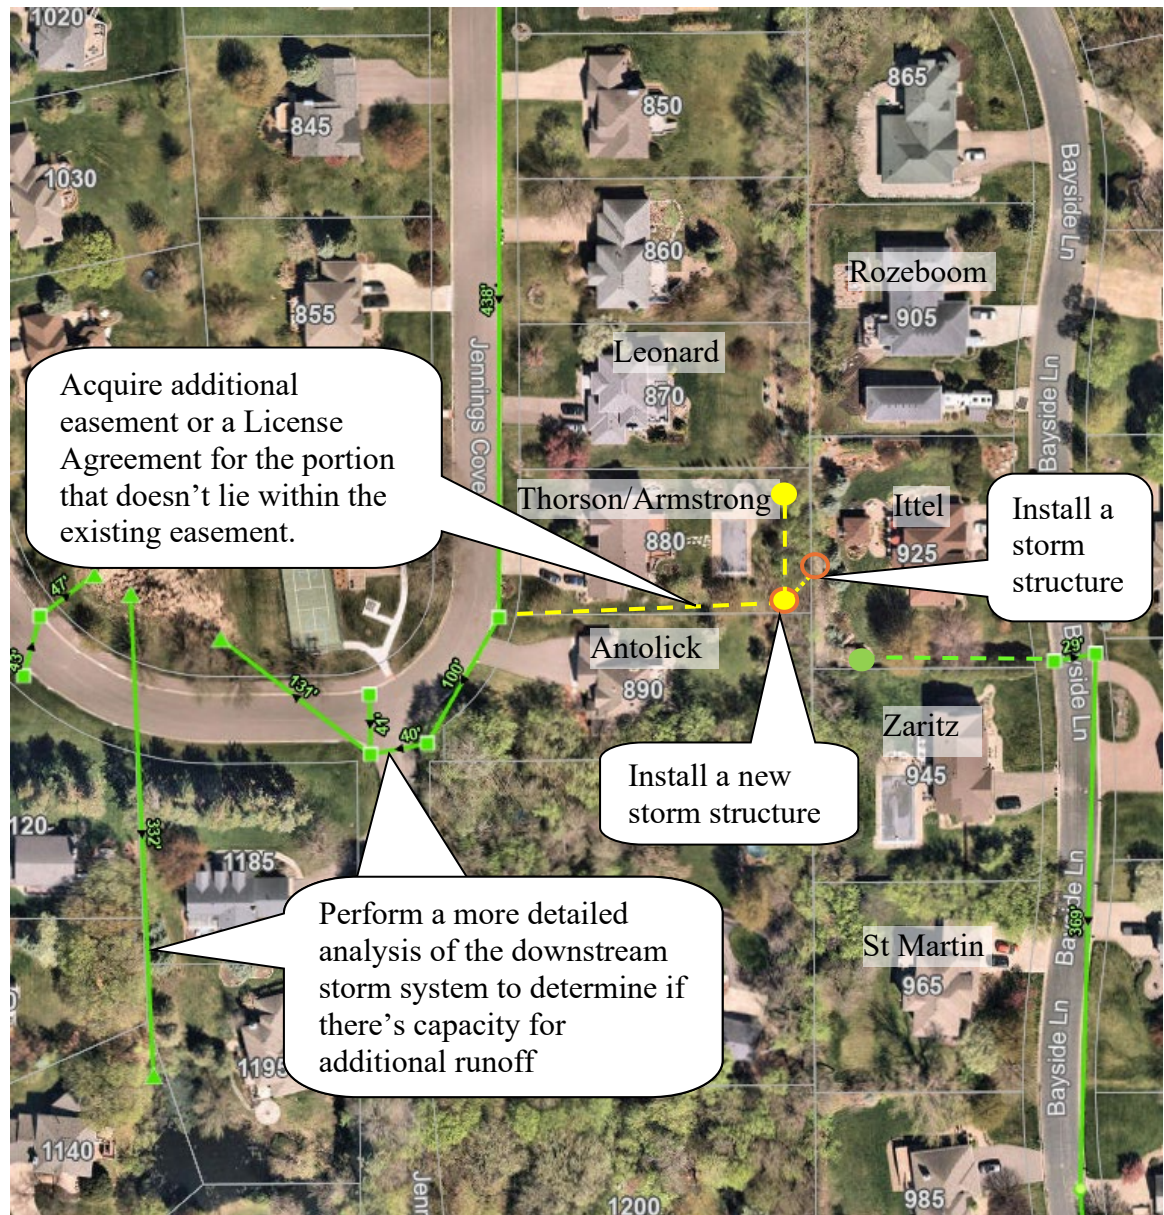 1020
845
1030
850
865
Bayside Ln
860
855
438'
Jennings Cove
Rozeboom
905
Bayside Ln
Leonard
870
Acquire additional
easement or a License
Agreement for the portion
that doesn’t lie within the
existing easement.
Thorson/Armstrong
880
Ittel
925
Install a
storm
structure
47'
43'
131'
41'
40'
100'
Antolick
890
29'
Zaritz
945
Install a new
storm structure
332'
120
1185
Perform a more detailed
analysis of the downstream
storm system to determine if
there’s capacity for
additional runoff
1195
Bayside Ln
369'
St Martin
965
Bayside Ln
1140
Jenn
1200
985